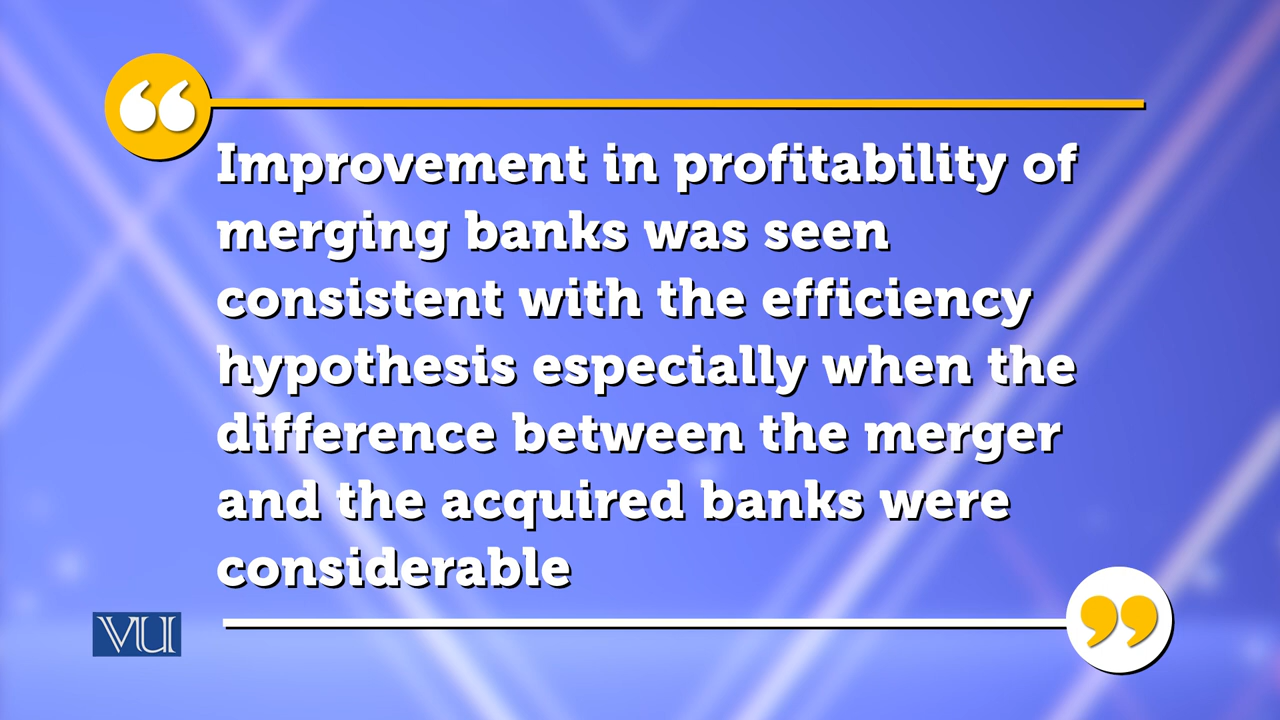 Improvement in profitability of
merging banks was seen
consistent with the efficiency
hypothesis especially when the
difference between the merger
and the acquired banks were
considerable
VU